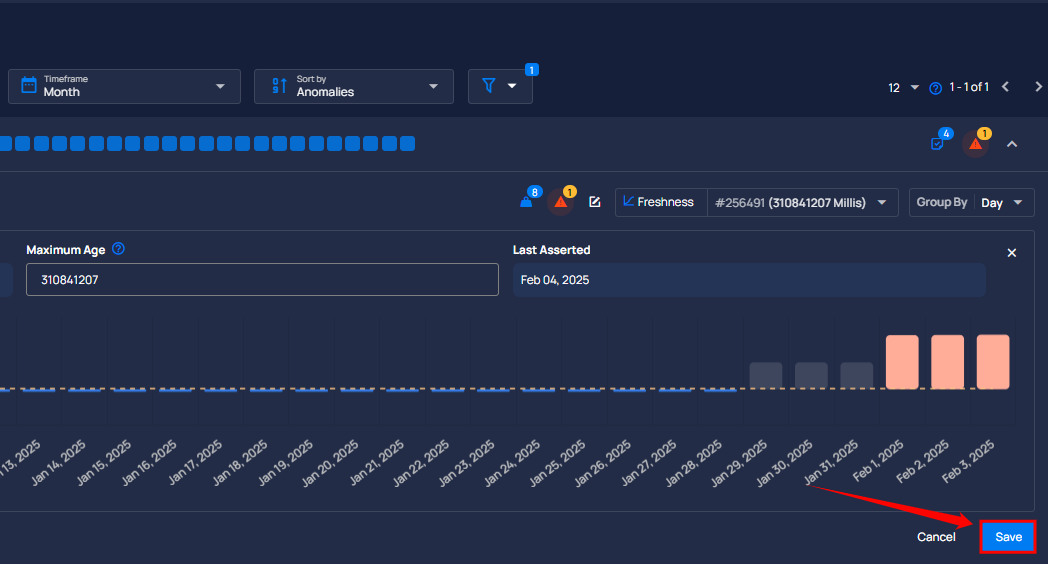 Timeframe
Month
Sort by
Anomalies
1
12
1 - 1 of 1
4
1
8
1
Freshness
#256491 (310841207 Millis)
Group By
Day
Maximum Age
Last Asserted
310841207
Feb 04, 2025
13, 2025
Jan 14, 2025
Jan 15, 2025
Jan 16, 2025
Jan 17, 2025
Jan 18, 2025
Jan 19, 2025
Jan 20, 2025
Jan 21, 2025
Jan 22, 2025
Jan 23, 2025
Jan 24, 2025
Jan 25, 2025
Jan 26, 2025
Jan 27, 2025
Jan 28, 2025
Jan 29, 2025
Jan 30, 2025
Jan 31, 2025
Feb 1, 2025
Feb 2, 2025
Feb 3, 2025
Cancel
Save